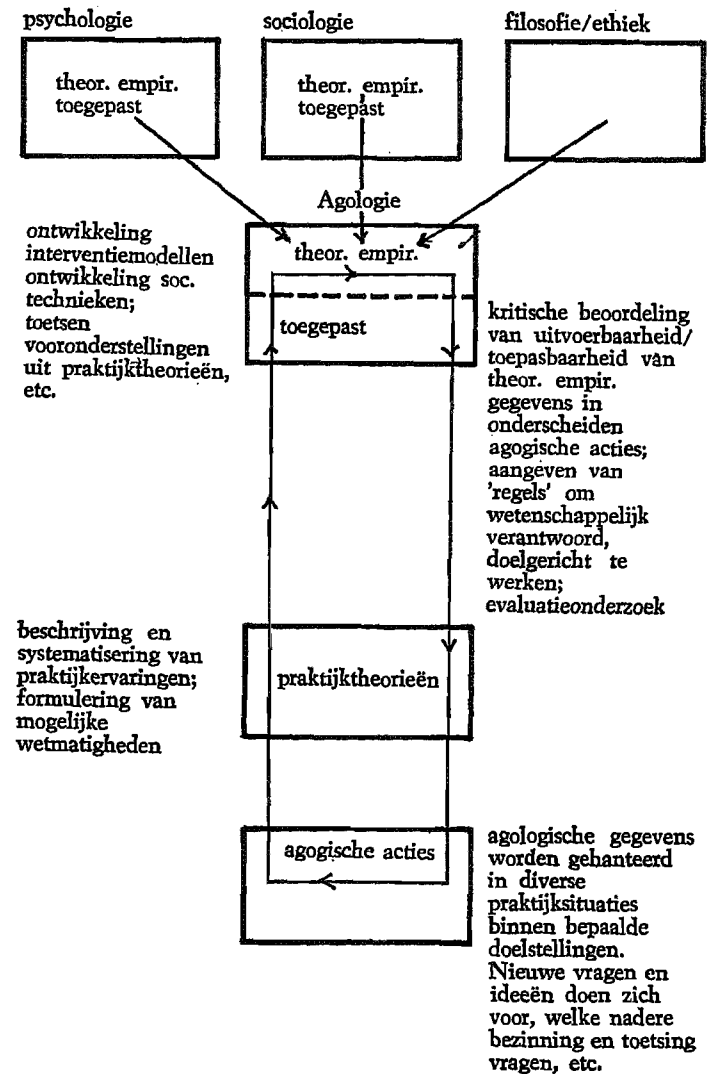 psychologie
sociologie
filosofie/ethiek
theor. empir.
toegepast
theor. empir.
toegepast
Agologie
theor. empir.
toegepast
ontwikkeling
interventiemodellen
ontwikkeling soc.
technieken;
toetsen
vooronderstellingen
uit praktijktheorieën,
etc.
kritische beoordeling
van uitvoerbaarheid/
toepasbaarheid van
theor. empir.
gegevens in
onderscheiden
agogische acties;
aangeven van
'regels' om
wetenschappelijk
verantwoord,
doelgericht te
werken;
evaluatieonderzoek
beschrijving en
systematisering van
praktijkervaringen;
formulering van
mogelijke
wetmatigheden
praktijktheorieën
agogische acties
agologische gegevens
worden gehanteerd
in diverse
praktijksituaties
binnen bepaalde
doelstellingen.
Nieuwe vragen en
ideeën doen zich
voor, welke nadere
bezinning en toetsing
vragen, etc.